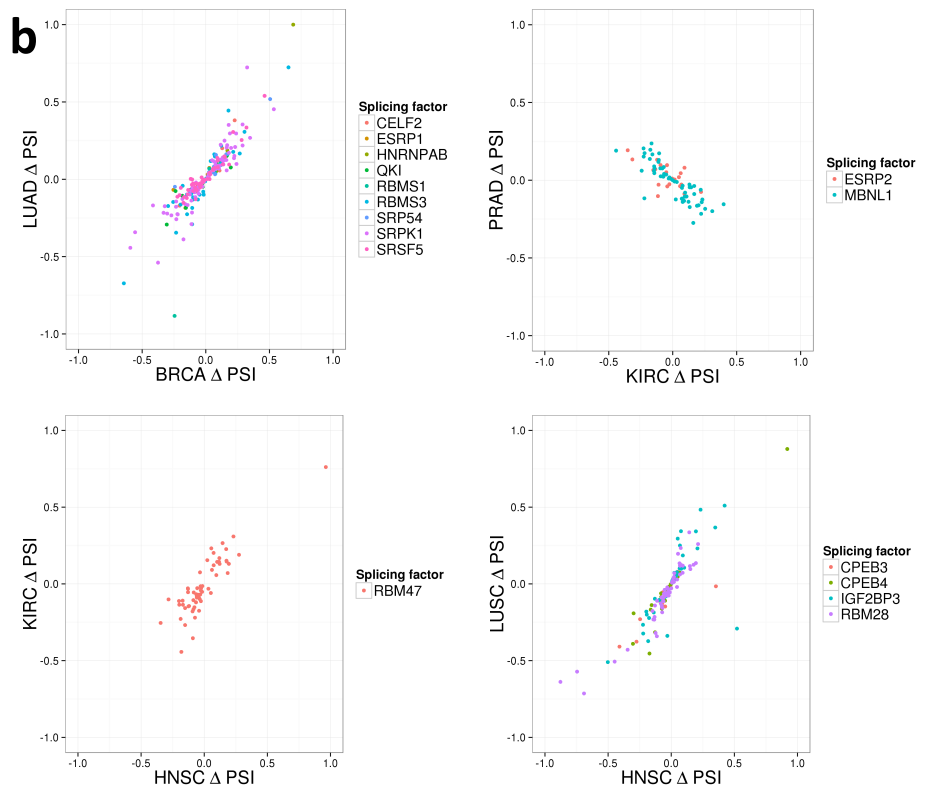 b
1.0
0.5
0.0
-0.5
-1.0
LUAD Δ PSI
-1.0 -0.5 0.0 0.5 1.0
BRCA Δ PSI
Splicing factor
CELF2
ESRP1
HNRNPAB
QKI
RBMS1
RBMS3
SRP54
SRPK1
SRSF5
1.0
0.5
0.0
-0.5
-1.0
PRAD Δ PSI
-1.0 -0.5 0.0 0.5 1.0
KIRC Δ PSI
Splicing factor
ESRP2
MBNL1
1.0
0.5
0.0
-0.5
-1.0
KIRC Δ PSI
-1.0 -0.5 0.0 0.5 1.0
HNSC Δ PSI
Splicing factor
RBM47
1.0
0.5
0.0
-0.5
-1.0
LUSC Δ PSI
-1.0 -0.5 0.0 0.5 1.0
HNSC Δ PSI
Splicing factor
CPEB3
CPEB4
IGF2BP3
RBM28